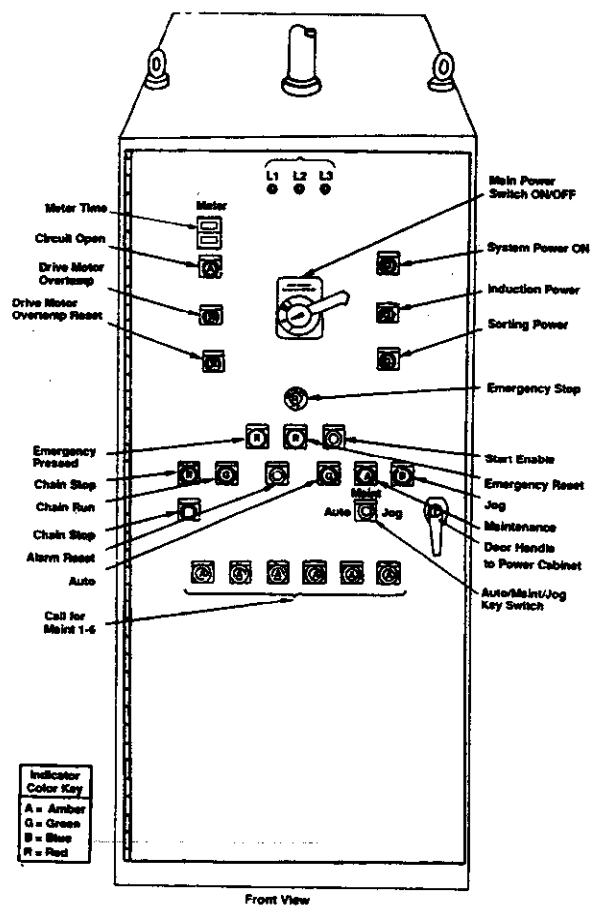 L1 L2 L3
Meter Time
Meter
Circuit Open
Drive Motor
Overtemp
Drive Motor
Overtemp Reset
Main Power
Switch ON/OFF
System Power ON
Induction Power
Sorting Power
Emergency Stop
Emergency
Pressed
R R
Start Enable
Chain Stop
Emergency Reset
Chain Run
R G G A R
Jog
Maint
Chain Stop
Auto Jog
Maintenance
Alarm Reset
Door Handle
to Power Cabinet
Auto
Auto/Maint/Jog
Key Switch
Call for
Maint 1-6
Indicator
Color Key
A = Amber
G = Green
B = Blue
R = Red
Front View